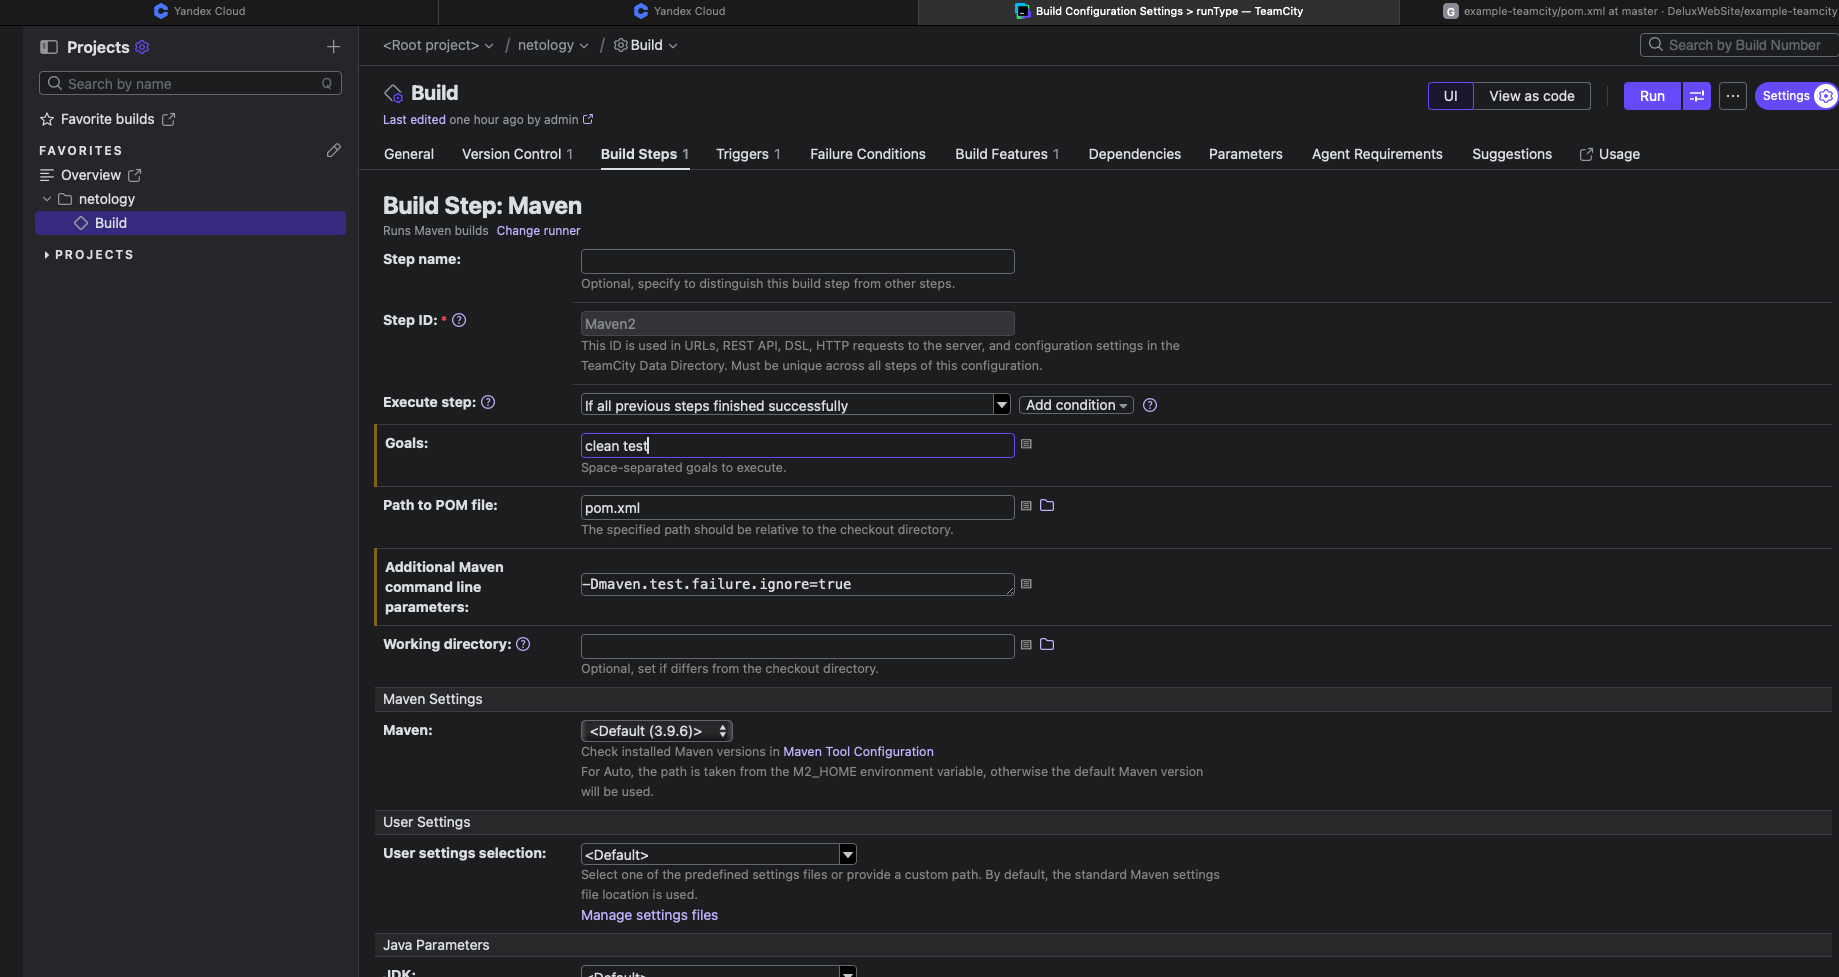 Yandex Cloud
Yandex Cloud
Build Configuration Settings > runType — TeamCity
G example-teamcity/pom.xml at master · DeluxWebSite/example-teamcity
Projects
Search by name Q
Favorite builds
FAVORITES
Overview
netology
Build
PROJECTS
<Root project> / netology / Build
Search by Build Number
Build
Last edited one hour ago by admin
UI View as code Run ... Settings
General Version Control 1 Build Steps 1 Triggers 1 Failure Conditions Build Features 1 Dependencies Parameters Agent Requirements Suggestions Usage
Build Step: Maven
Runs Maven builds Change runner
Step name:
Optional, specify to distinguish this build step from other steps.
Step ID: * ?
Maven2
This ID is used in URLs, REST API, DSL, HTTP requests to the server, and configuration settings in the
TeamCity Data Directory. Must be unique across all steps of this configuration.
Execute step: ? If all previous steps finished successfully Add condition ?
Goals: clean test
Space-separated goals to execute.
Path to POM file: pom.xml
The specified path should be relative to the checkout directory.
Additional Maven
command line
parameters:
-Dmaven.test.failure.ignore=true
Working directory: ?
Optional, set if differs from the checkout directory.
Maven Settings
Maven: <Default (3.9.6)>
Check installed Maven versions in Maven Tool Configuration
For Auto, the path is taken from the M2_HOME environment variable, otherwise the default Maven version
will be used.
User Settings
User settings selection: <Default>
Select one of the predefined settings files or provide a custom path. By default, the standard Maven settings
file location is used.
Manage settings files
Java Parameters
JDK: <Default>